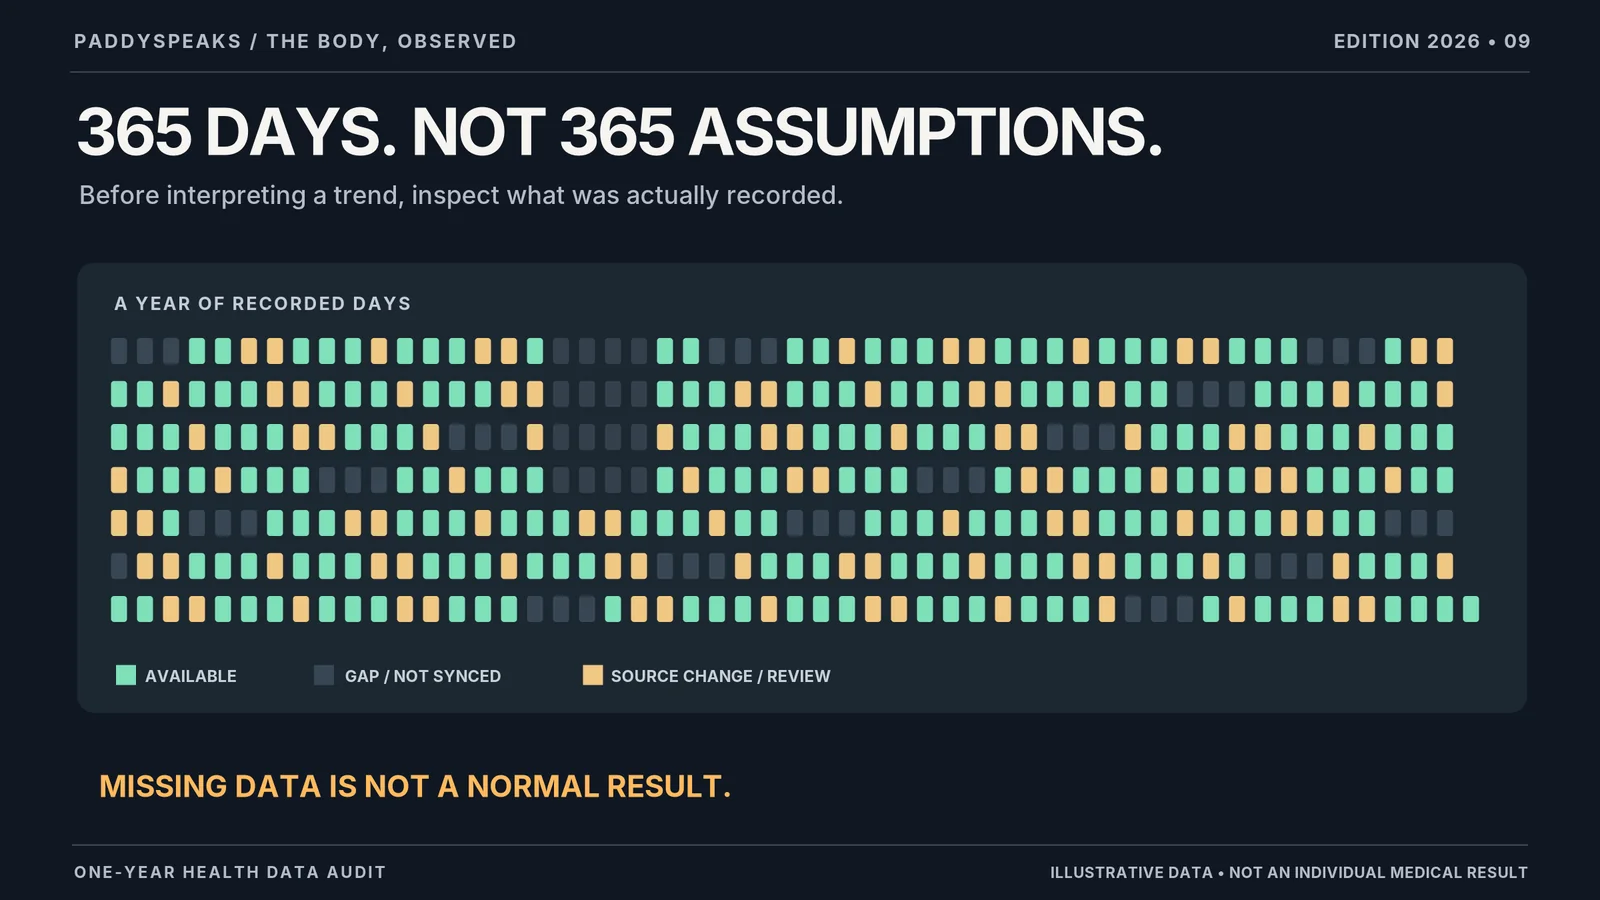 PADDYSPEAKS / THE BODY, OBSERVED
EDITION 2026 • 09
365 DAYS. NOT 365 ASSUMPTIONS.
Before interpreting a trend, inspect what was actually recorded.
A YEAR OF RECORDED DAYS
AVAILABLE
GAP / NOT SYNCED
SOURCE CHANGE / REVIEW
MISSING DATA IS NOT A NORMAL RESULT.
ONE-YEAR HEALTH DATA AUDIT
ILLUSTRATIVE DATA • NOT AN INDIVIDUAL MEDICAL RESULT